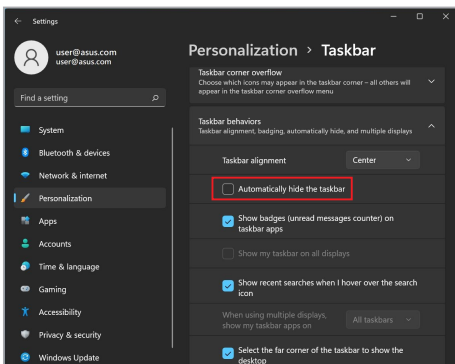 Settings
user@asus.com
user@asus.com
Find a setting
System
Bluetooth & devices
Network & internet
Personalization
Apps
Accounts
Time & language
Gaming
Accessibility
Privacy & security
Windows Update
Personalization > Taskbar
Taskbar corner overflow
Choose which icons may appear in the taskbar corner – all others will
appear in the taskbar corner overflow menu
Taskbar behaviors
Taskbar alignment, badging, automatically hide, and multiple displays
Taskbar alignment
Center
Automatically hide the taskbar
Show badges (unread messages counter) on
taskbar apps
Show my taskbar on all displays
Show recent searches when I hover over the search
icon
When using multiple displays,
show my taskbar apps on
All taskbars
Select the far corner of the taskbar to show the
desktop